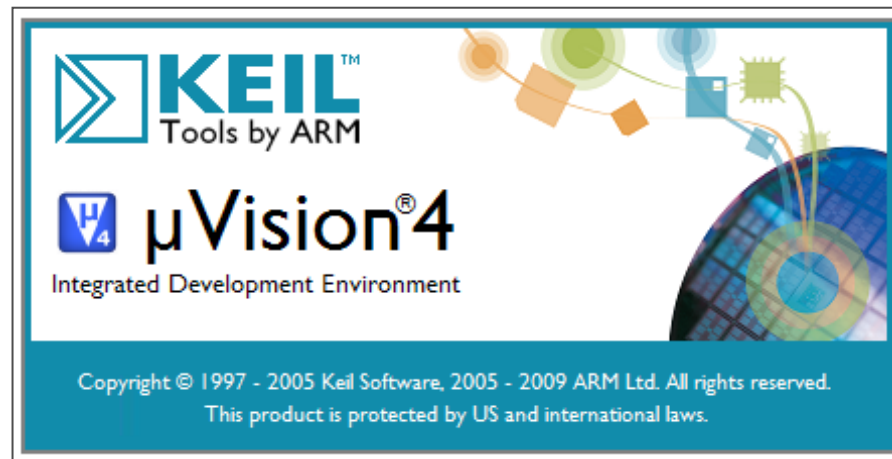 KEIL™
Tools by ARM
µ4 µVision®4
Integrated Development Environment
Copyright © 1997 - 2005 Keil Software, 2005 - 2009 ARM Ltd. All rights reserved.
This product is protected by US and international laws.